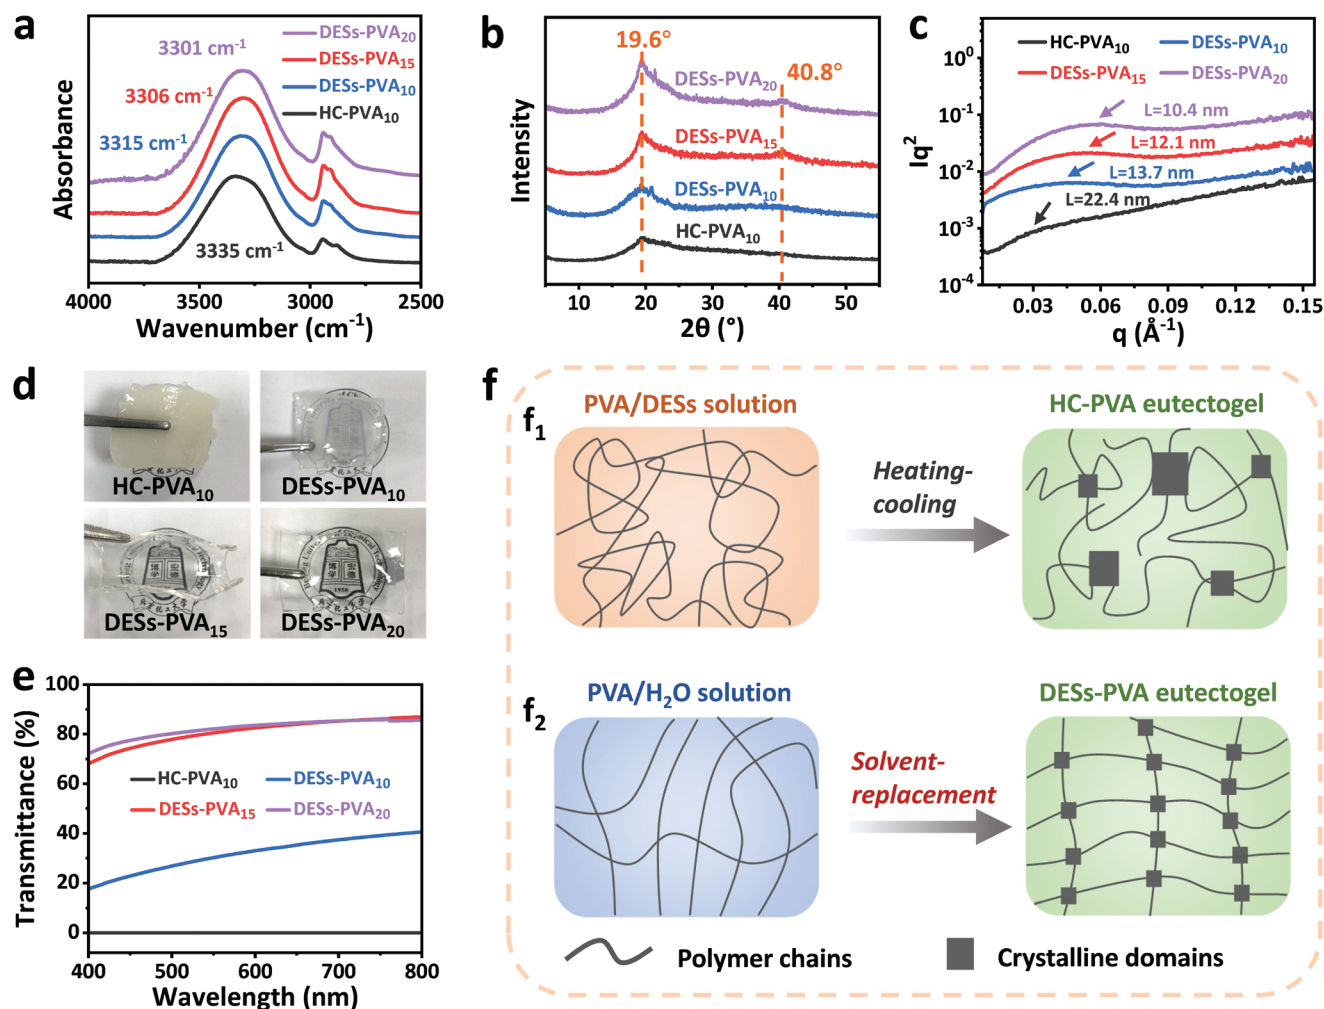 a
3301 cm-1
3306 cm-1
3315 cm-1
3335 cm-1
DESs-PVA20
DESs-PVA15
DESs-PVA10
HC-PVA10
Absorbance
4000 3500 3000 2500
Wavenumber (cm-1)
b
19.6°
40.8°
DESs-PVA20
DESs-PVA15
DESs-PVA10
HC-PVA10
Intensity
10 20 30 40 50
2θ (°)
c
HC-PVA10 DESs-PVA10
DESs-PVA15 DESs-PVA20
L=10.4 nm
L=12.1 nm
L=13.7 nm
L=22.4 nm
Iq2
100
10-1
10-2
10-3
10-4
0.03 0.06 0.09 0.12 0.15
q (Å-1)
d
HC-PVA10
DESs-PVA10
DESs-PVA15
1958
DESs-PVA20
e
Transmittance (%)
100
80
60
40
20
0
HC-PVA10 DESs-PVA10
DESs-PVA15 DESs-PVA20
400 500 600 700 800
Wavelength (nm)
f
f1
PVA/DESs solution
Heating-
cooling
HC-PVA eutectogel
f2
PVA/H2O solution
Solvent-
replacement
DESs-PVA eutectogel
Polymer chains
Crystalline domains